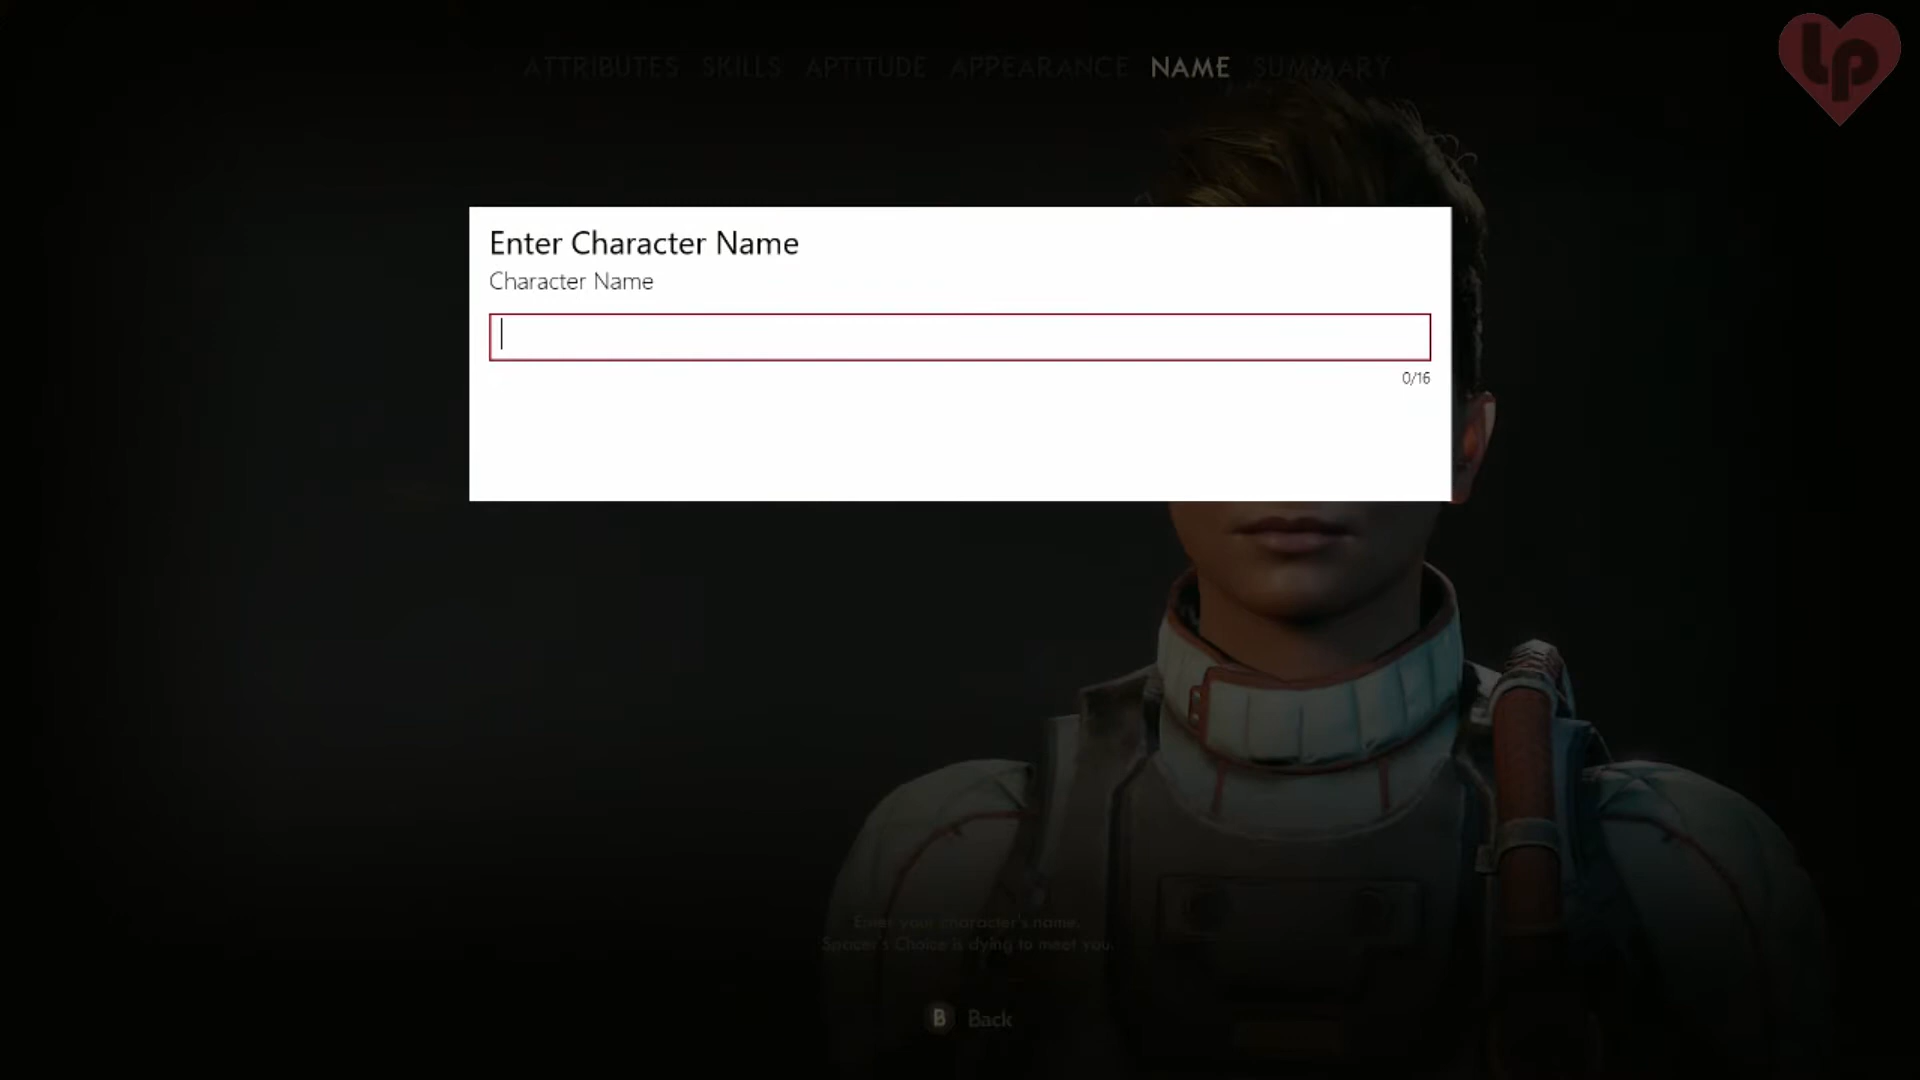 lp
ATTRIBUTES SKILLS APTITUDE APPEARANCE NAME SUMMARY
Enter Character Name
Character Name
0/16
Enter your character's name.
Spacer's Choice is dying to meet you.
B Back